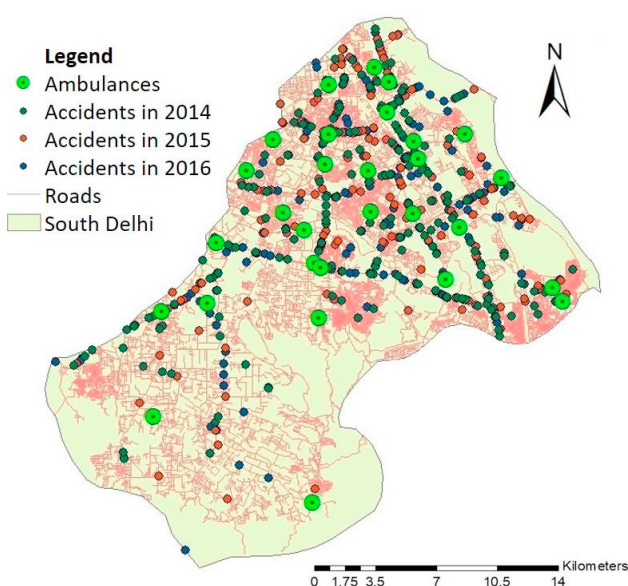 Legend
Ambulances
Accidents in 2014
Accidents in 2015
Accidents in 2016
Roads
South Delhi
N
Kilometers
0 1.75 3.5 7 10.5 14